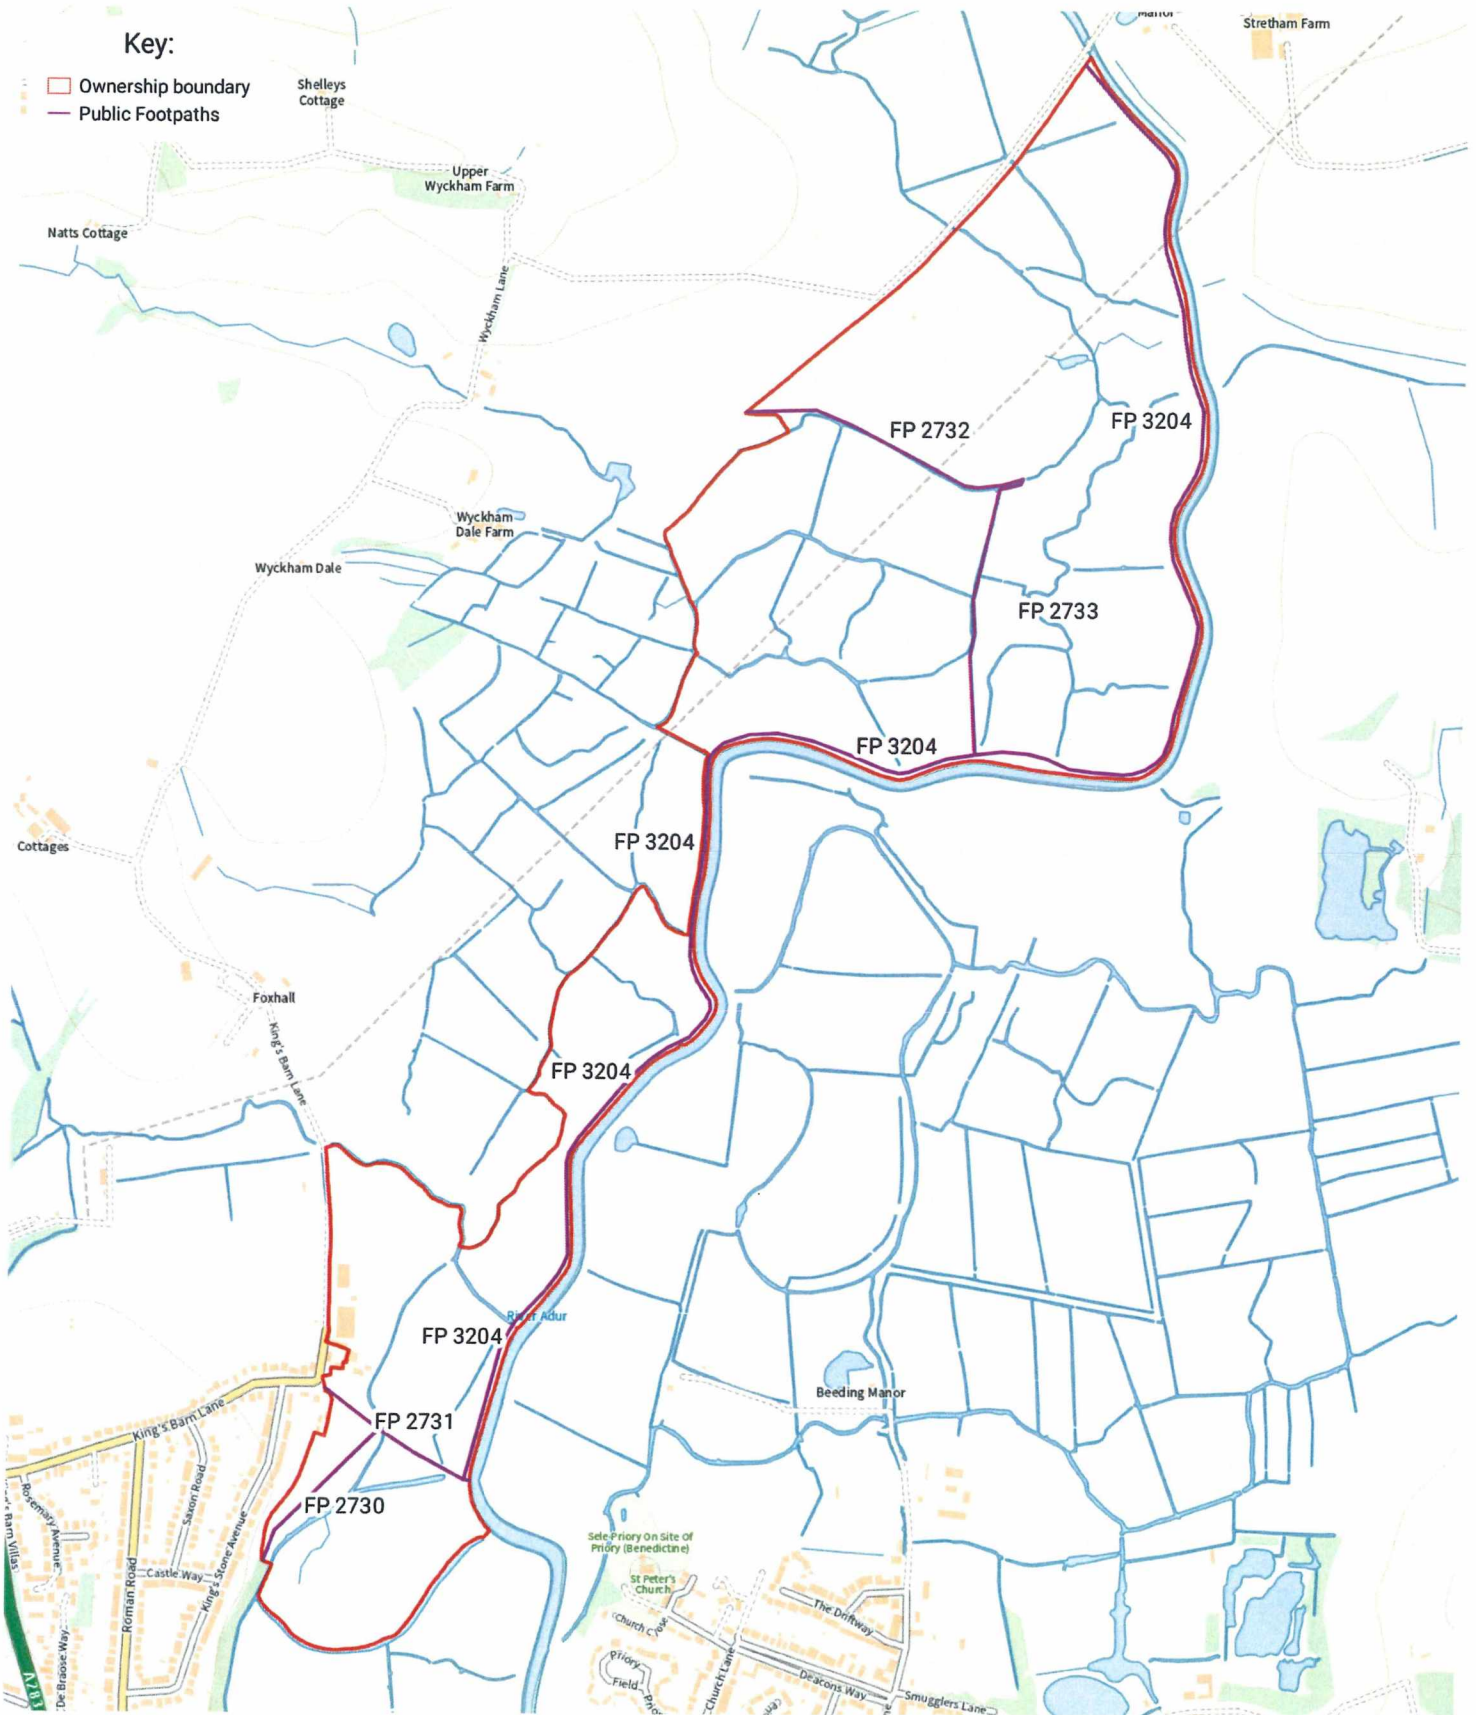 Manor
Stretham Farm
Key:
Ownership boundary
Public Footpaths
Shelleys
Cottage
Upper
Wyckham Farm
Natts Cottage
Wyckham Lane
FP 2732
FP 3204
Wyckham
Dale Farm
Wyckham Dale
FP 2733
FP 3204
FP 3204
Cottages
Foxhall
King's Barn Lane
FP 3204
River Adur
FP 3204
Beeding Manor
King's Barn Lane
FP 2731
FP 2730
Rosemary Avenue
Saxon Road
King's Stone Avenue
's Barn Villas
Roman Road
Castle Way
Sele Priory On Site Of
Priory (Benedictine)
St Peter's
Church
Church Close
The Driftway
Priory
Field
Church Lane
Deacons Way
Smugglers Lane
De Braose Way
A283